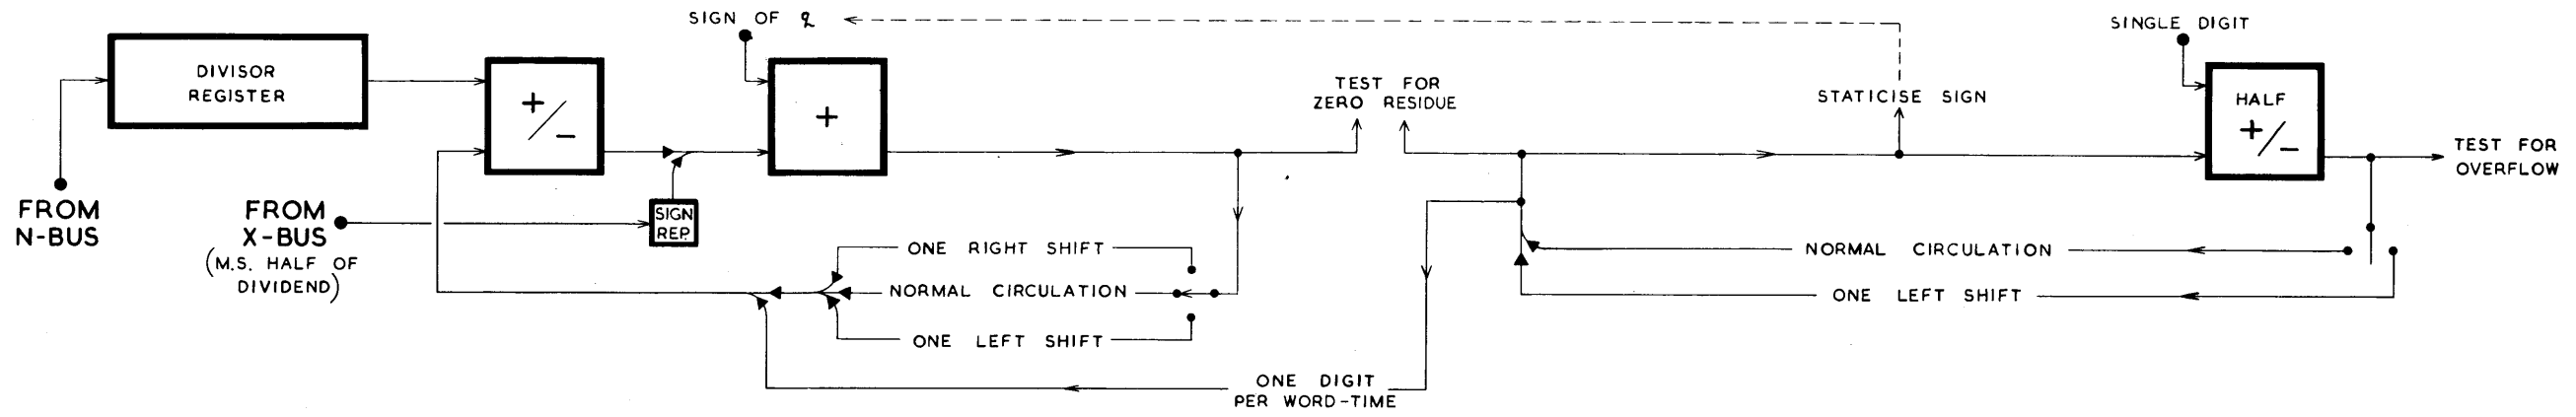 SIGN OF q
SINGLE DIGIT
DIVISOR
REGISTER
+/-
+
TEST FOR
ZERO RESIDUE
STATICISE SIGN
HALF
+/-
TEST FOR
OVERFLOW
FROM
N-BUS
FROM
X-BUS
(M.S. HALF OF
DIVIDEND)
SIGN
REP.
ONE RIGHT SHIFT
NORMAL CIRCULATION
ONE LEFT SHIFT
NORMAL CIRCULATION
ONE LEFT SHIFT
ONE DIGIT
PER WORD-TIME